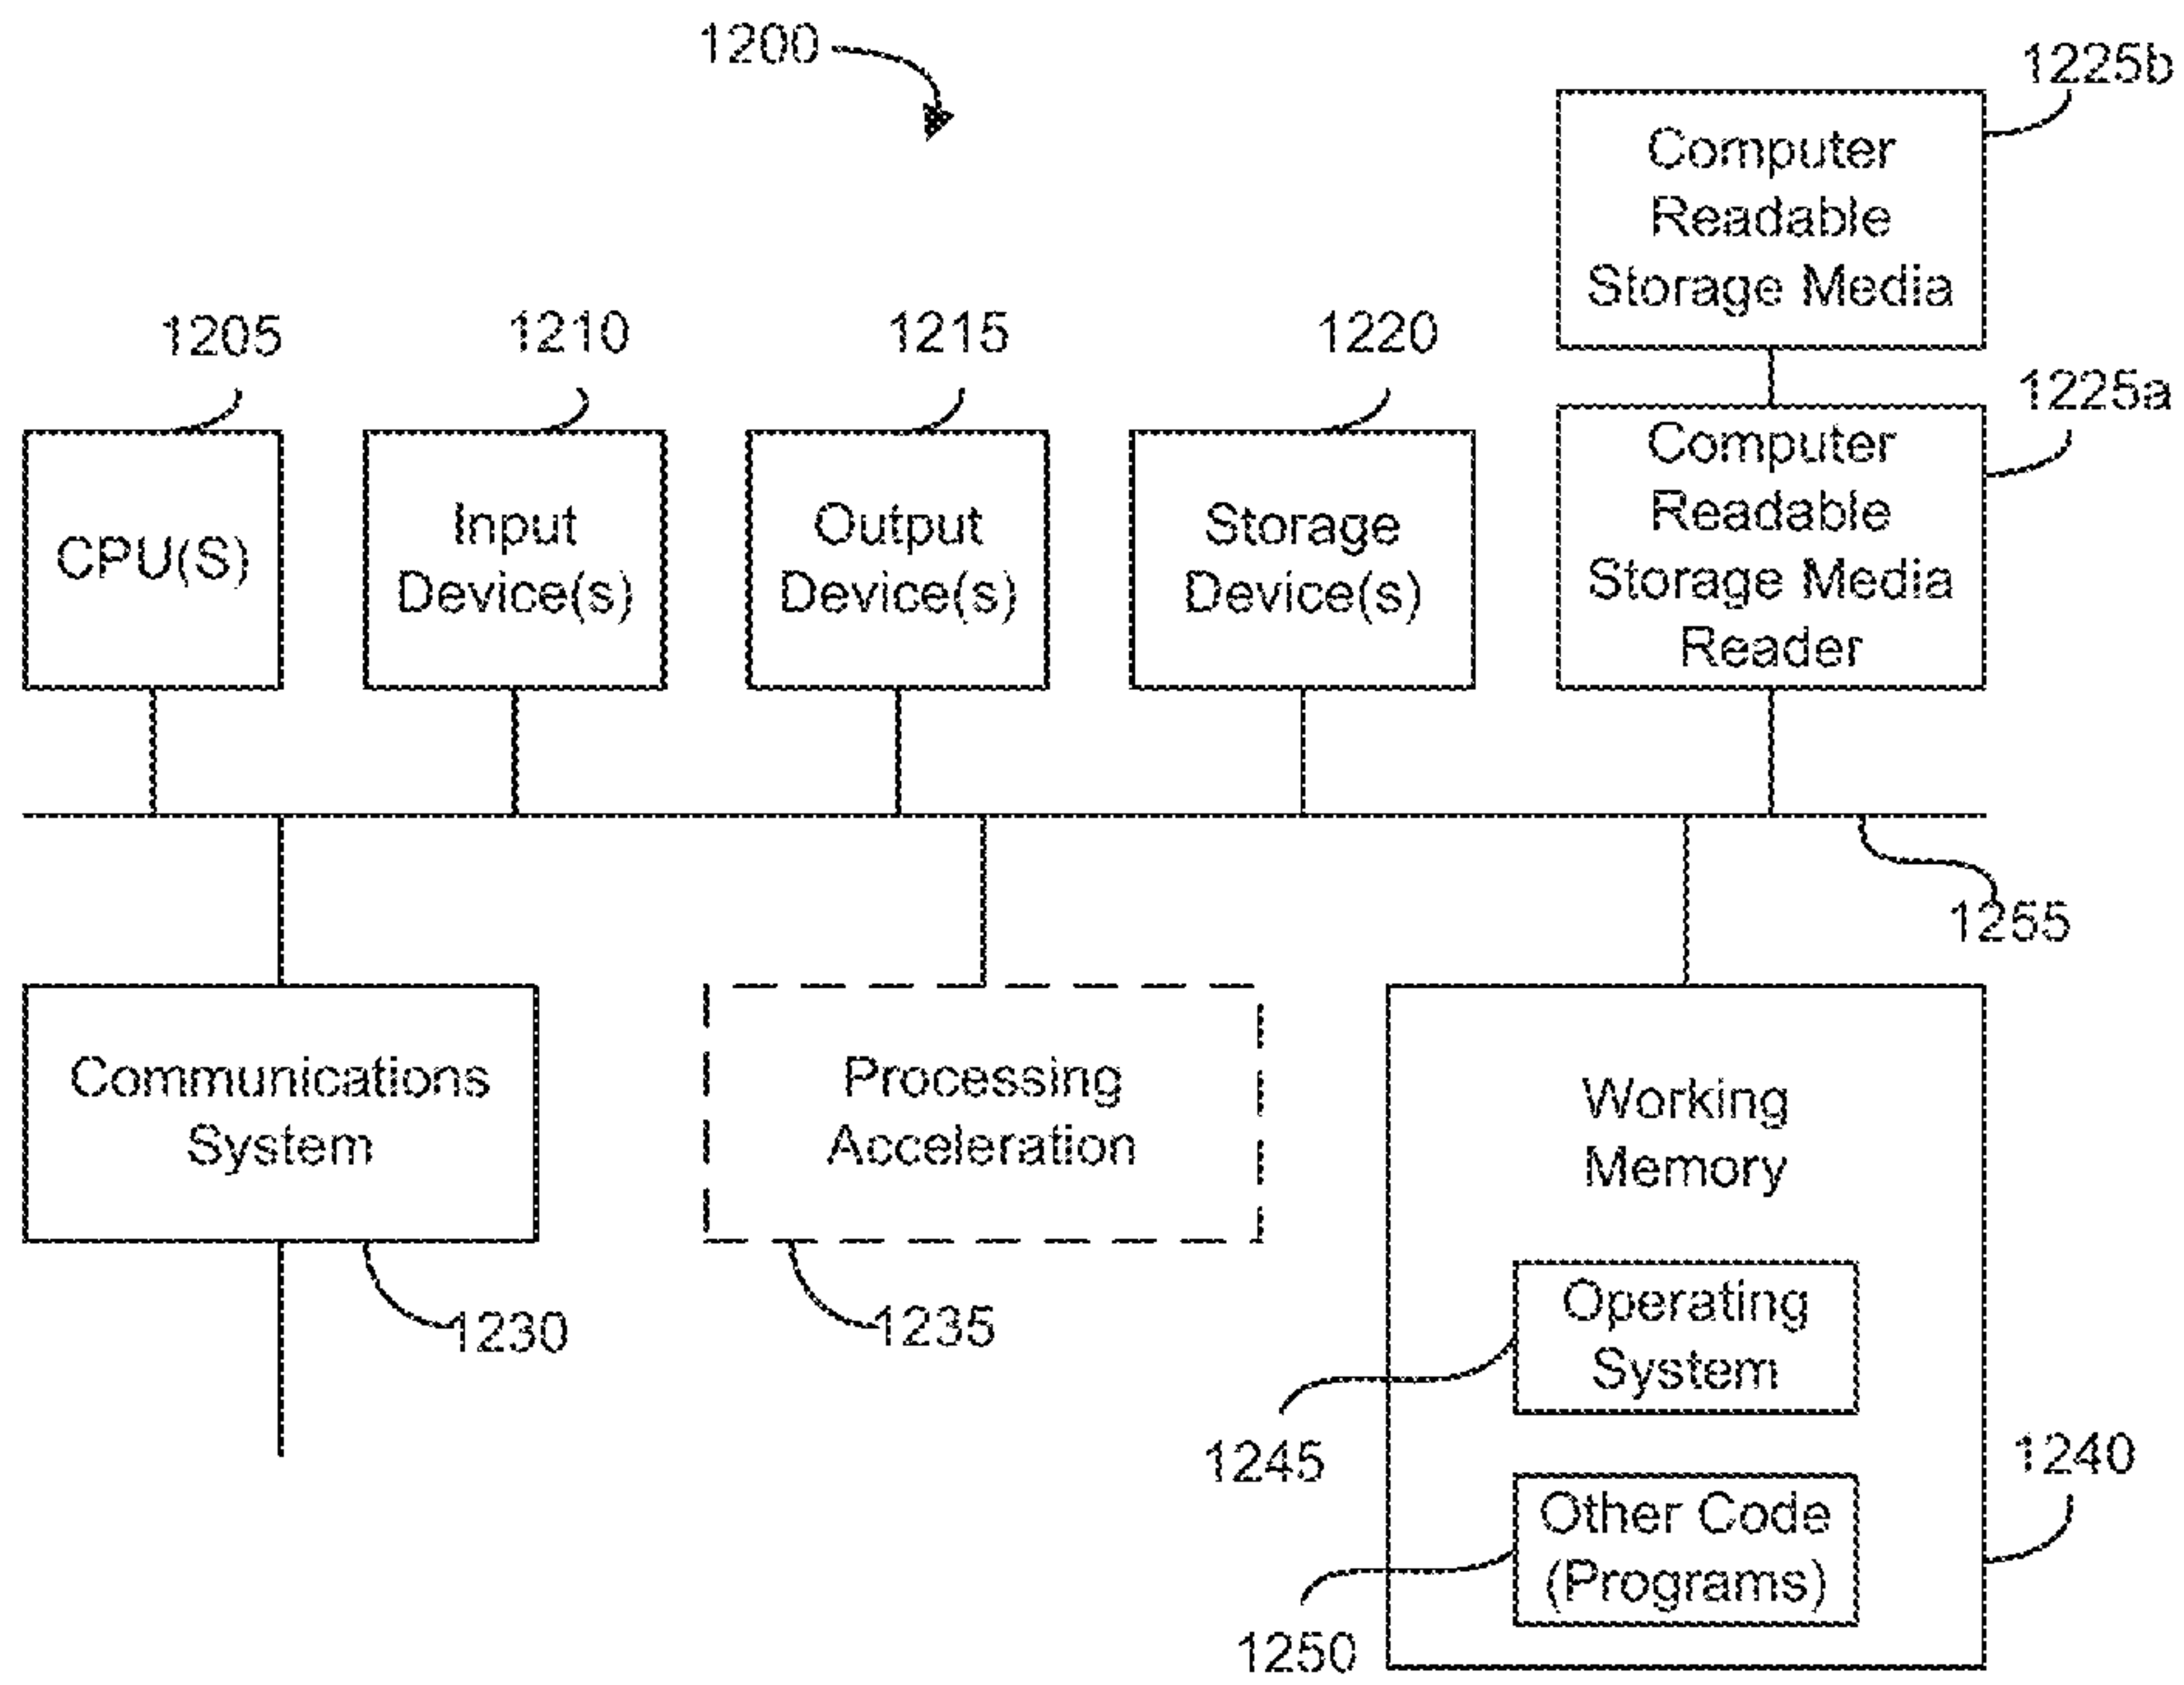 1200
1225b
Computer
Readable
Storage Media
1205
1210
1215
1220
1225a
CPU(S)
Input
Device(s)
Output
Device(s)
Storage
Device(s)
Computer
Readable
Storage Media
Reader
1255
Communications
System
Processing
Acceleration
Working
Memory
1230
1235
Operating
System
1245
1240
Other Code
(Programs)
1250